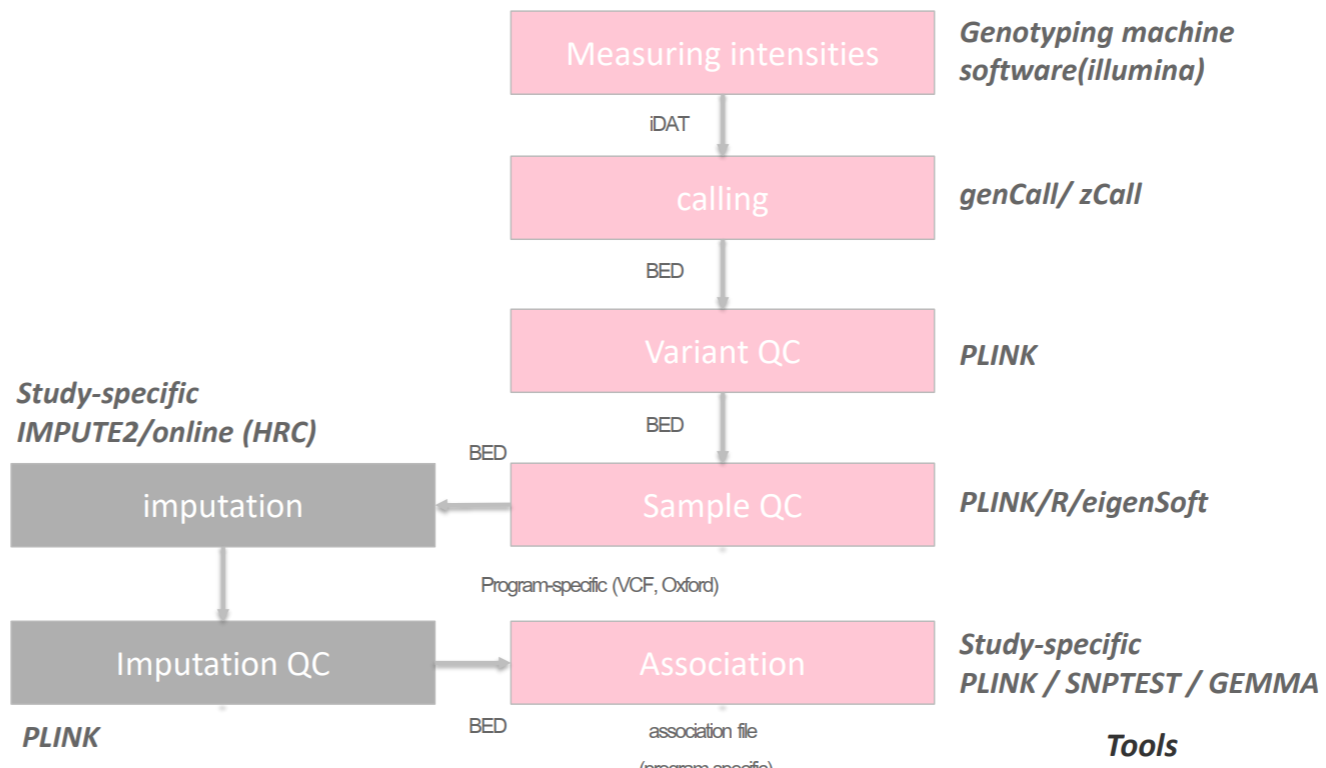 Measuring intensities
Genotyping machine
software(illumina)
iDAT
calling
genCall/ zCall
BED
Variant QC
PLINK
BED
Study-specific
IMPUTE2/online (HRC)
BED
imputation
Sample QC
PLINK/R/eigenSoft
Program-specific (VCF, Oxford)
Imputation QC
Association
Study-specific
PLINK / SNPTEST / GEMMA
PLINK
BED
association file
(program specific)
Tools